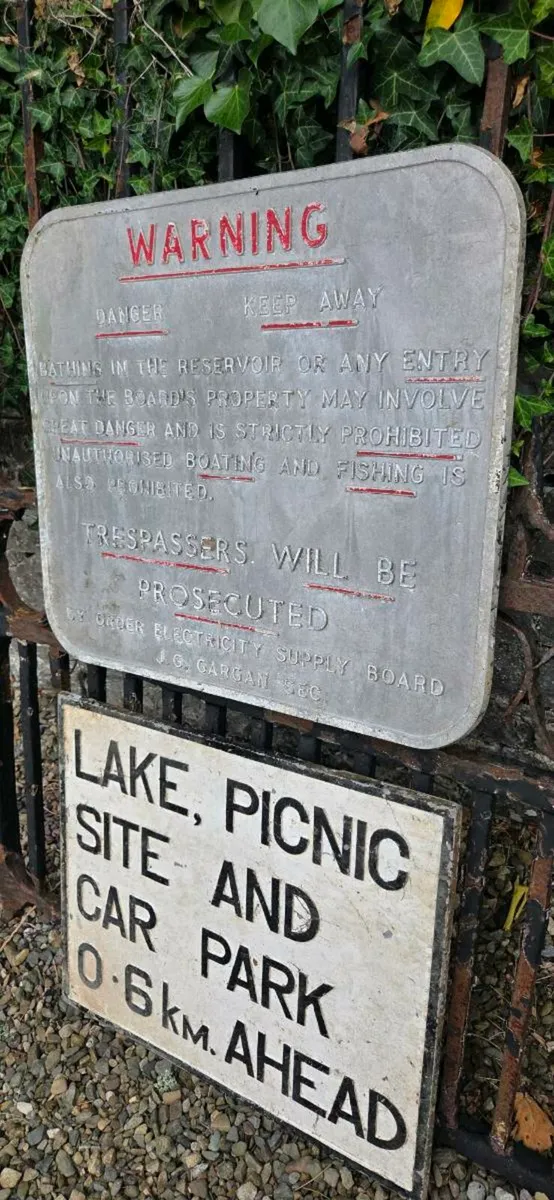 WARNING
DANGER KEEP AWAY
BATHING IN THE RESERVOIR OR ANY ENTRY
UPON THE BOARD'S PROPERTY MAY INVOLVE
GREAT DANGER AND IS STRICTLY PROHIBITED
UNAUTHORISED BOATING AND FISHING IS
ALSO PROHIBITED.
TRESPASSERS WILL BE
PROSECUTED
BY ORDER ELECTRICITY SUPPLY BOARD
J.G. GARGAN SEC.
LAKE, PICNIC
SITE AND
CAR PARK
0·6 km. AHEAD